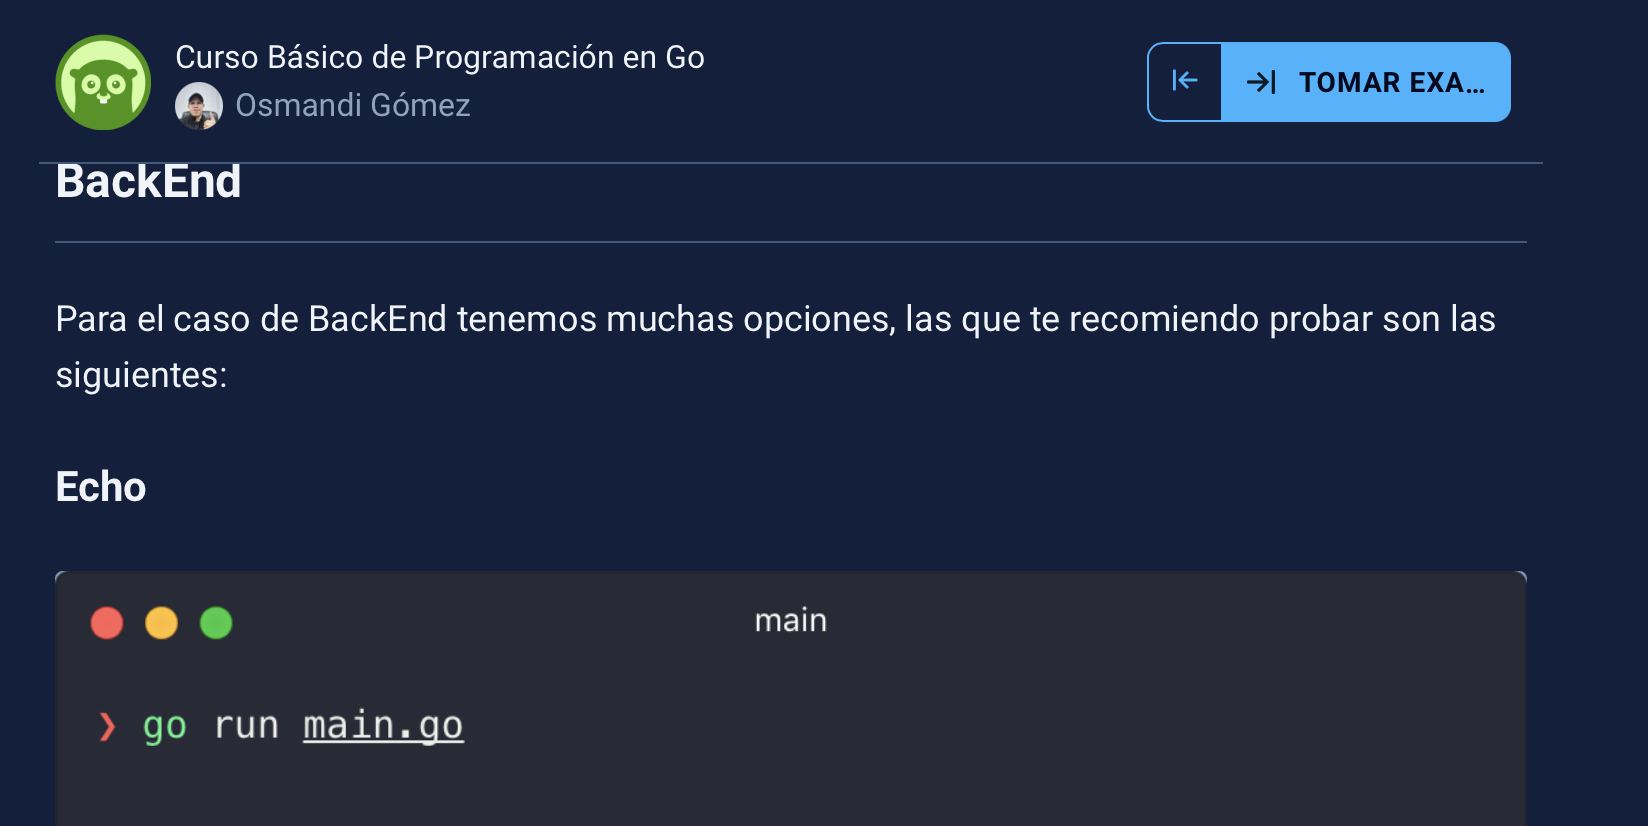 Curso Básico de Programación en Go
Osmandi Gómez
TOMAR EXA...
BackEnd
Para el caso de BackEnd tenemos muchas opciones, las que te recomiendo probar son las
siguientes:
Echo
main
❯ go run main.go